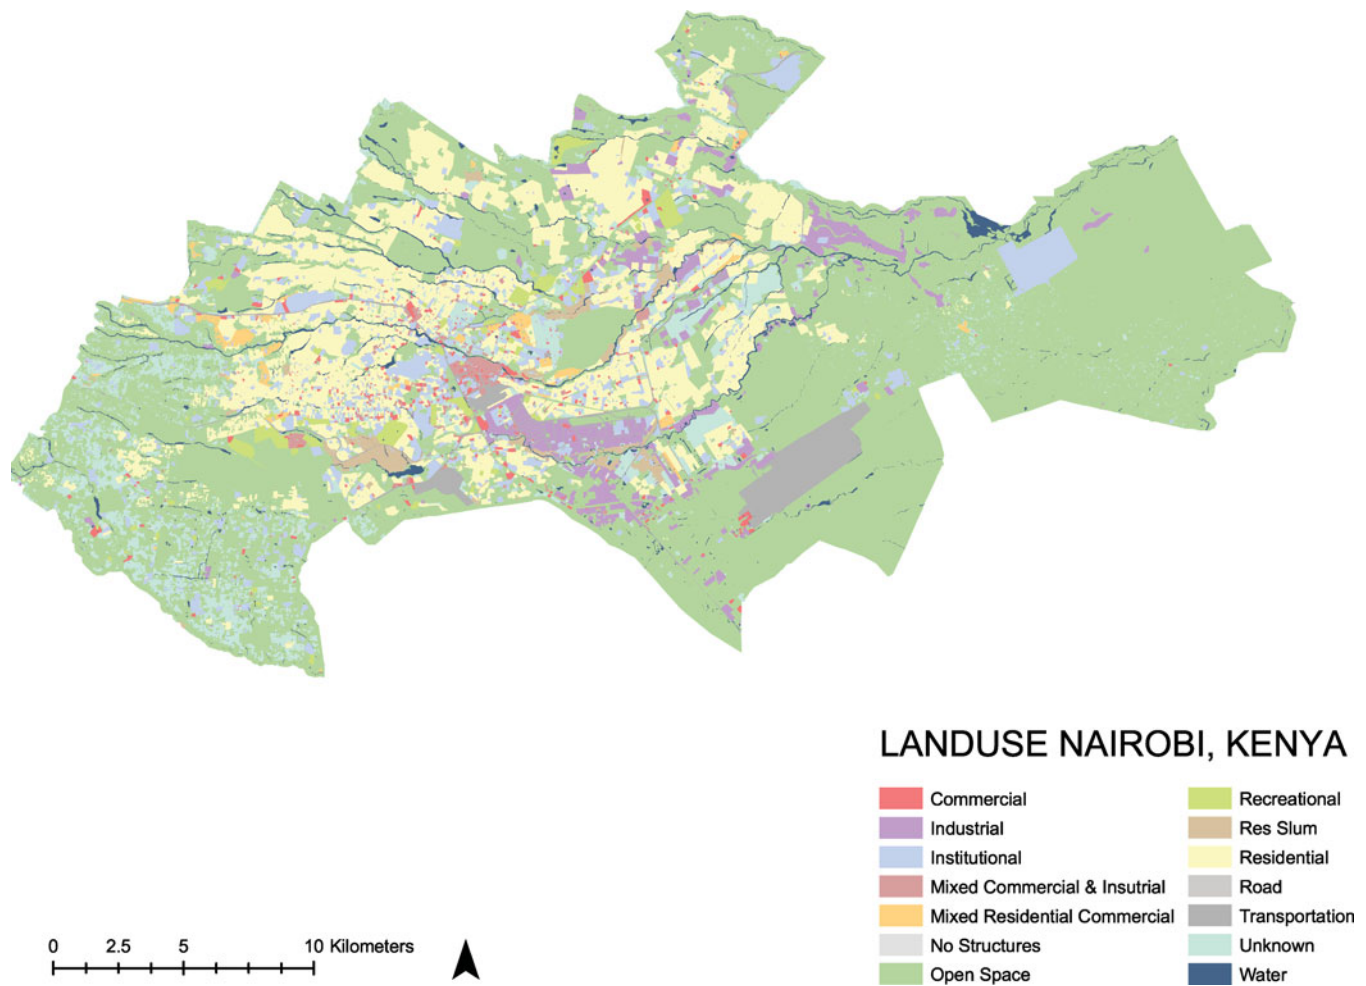 LANDUSE NAIROBI, KENYA
Commercial
Industrial
Institutional
Mixed Commercial & Insutrial
Mixed Residential Commercial
No Structures
Open Space
Recreational
Res Slum
Residential
Road
Transportation
Unknown
Water
0 2.5 5 10 Kilometers